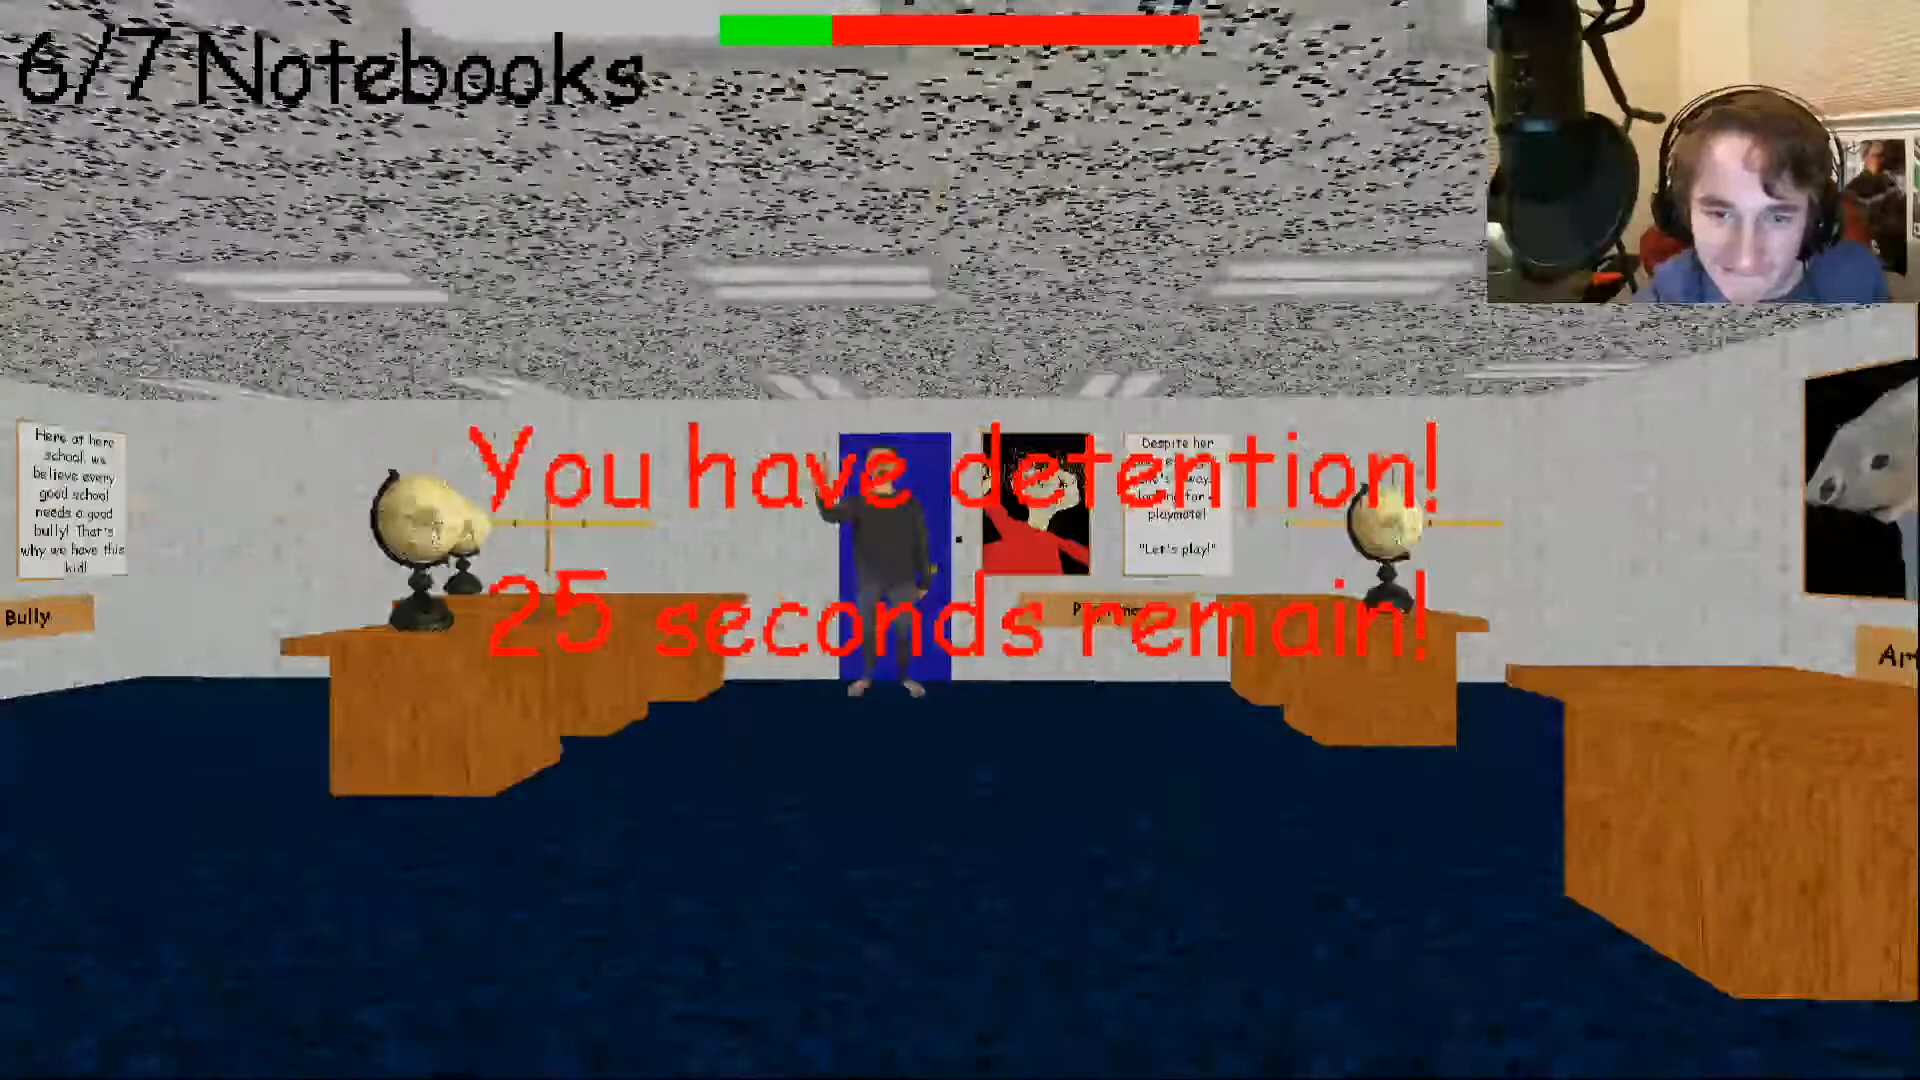 6/7 Notebooks
You have detention!
25 seconds remain!
Here at here
school, we
believe every
good school
needs a good
bully! That's
why we have this
kid!
Bully
Despite her
playmate!
"Let's play!"